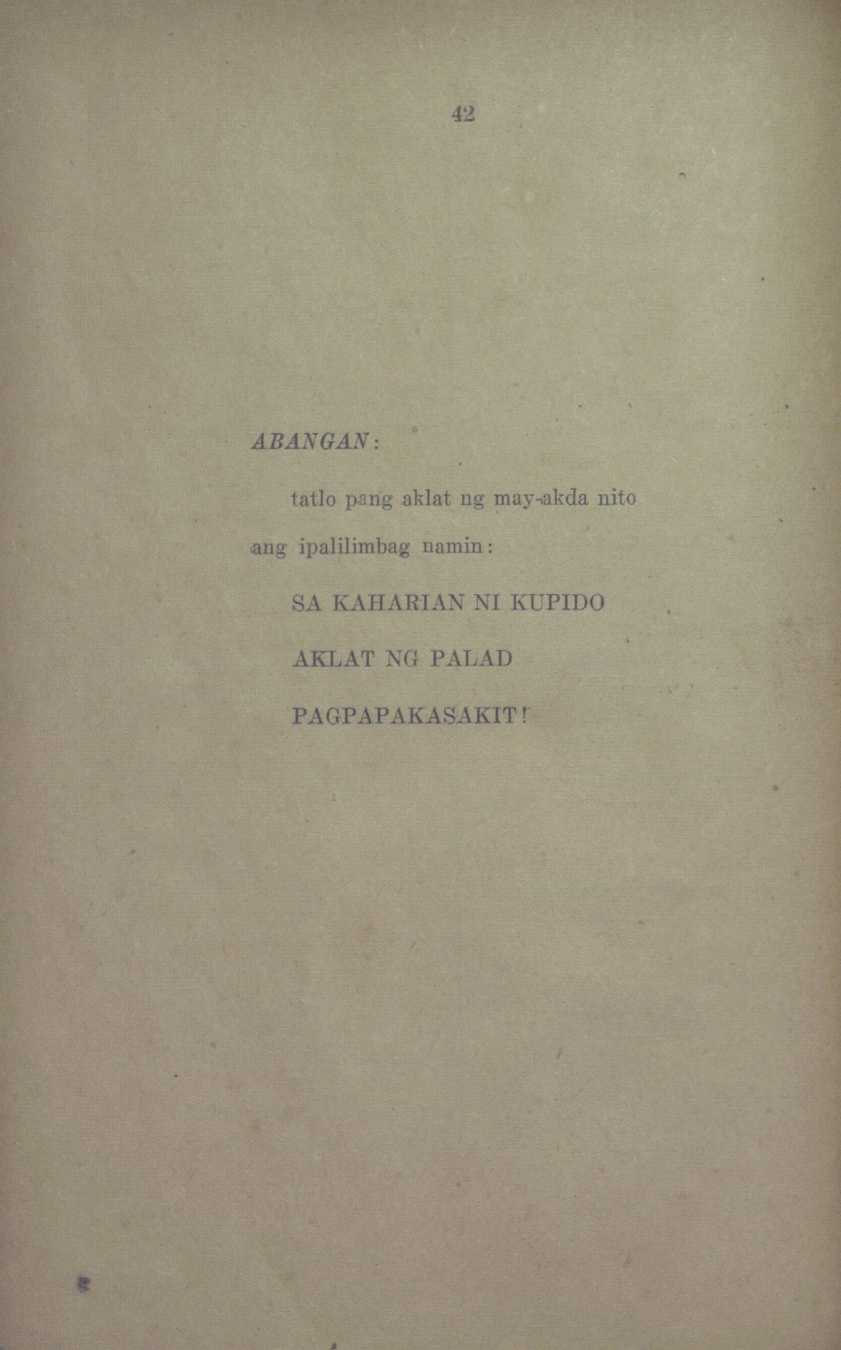 42
ABANGAN:
tatlo pang aklat ng may-akda nito
ang ipalilimbag namin:
SA KAHARIAN NI KUPIDO
AKLAT NG PALAD
PAGPAPAKASAKIT!